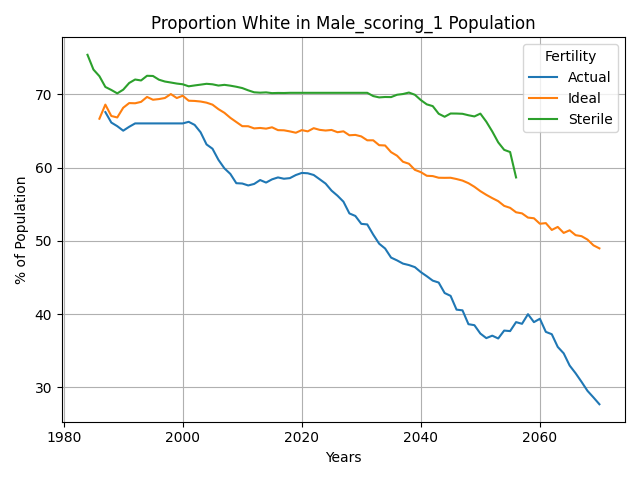 Proportion White in Male_scoring_1 Population
Fertility
Actual
Ideal
Sterile
% of Population
70
60
50
40
30
1980
2000
2020
2040
2060
Years